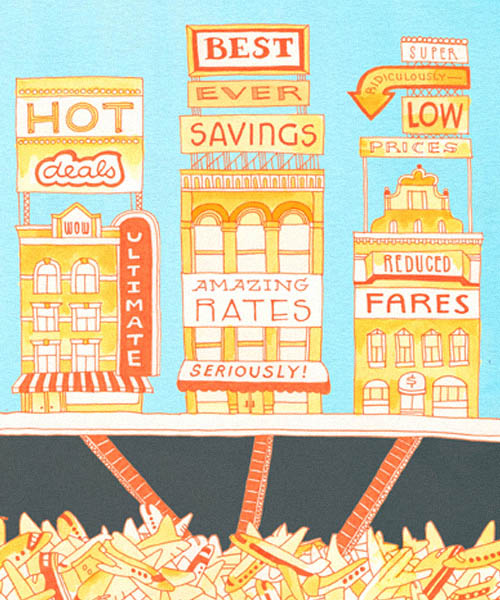 HOT
deals
WOW
ULTIMATE
BEST
EVER
SAVINGS
AMAZING
RATES
SERIOUSLY!
SUPER
RIDICULOUSLY—
LOW
PRICES
REDUCED
FARES
$